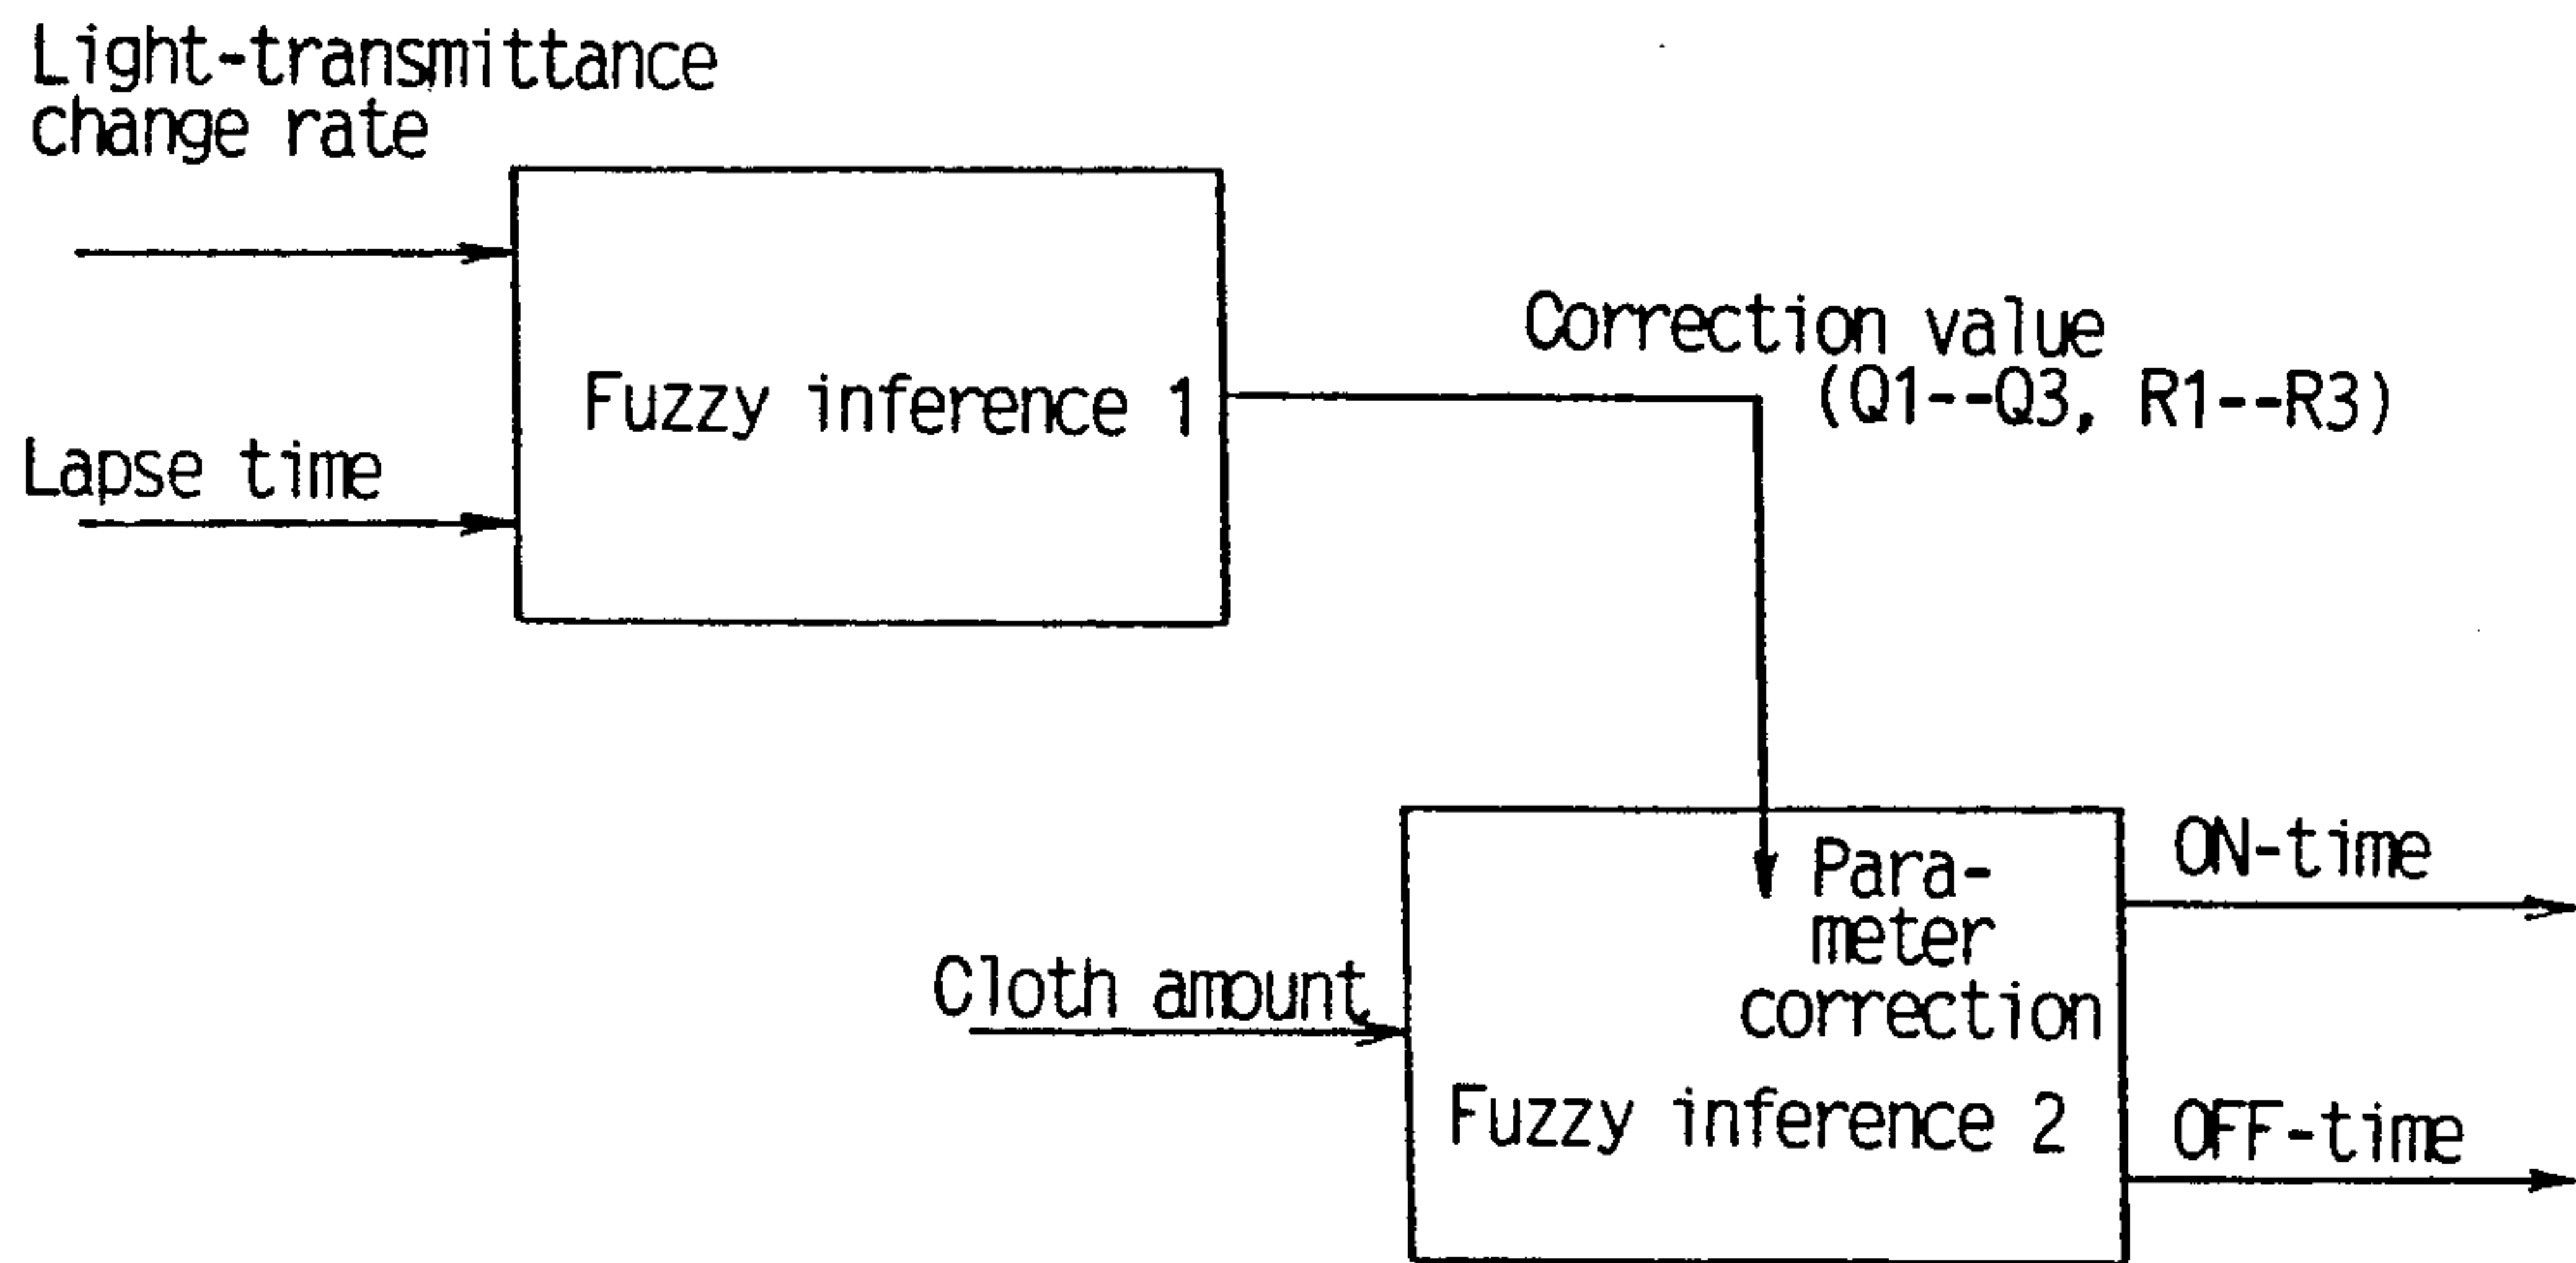 Light-transmittance
change rate
Fuzzy inference 1
Lapse time
Correction value
(Q1--Q3, R1--R3)
Para-
meter
correction
Fuzzy inference 2
Cloth amount
ON-time
OFF-time